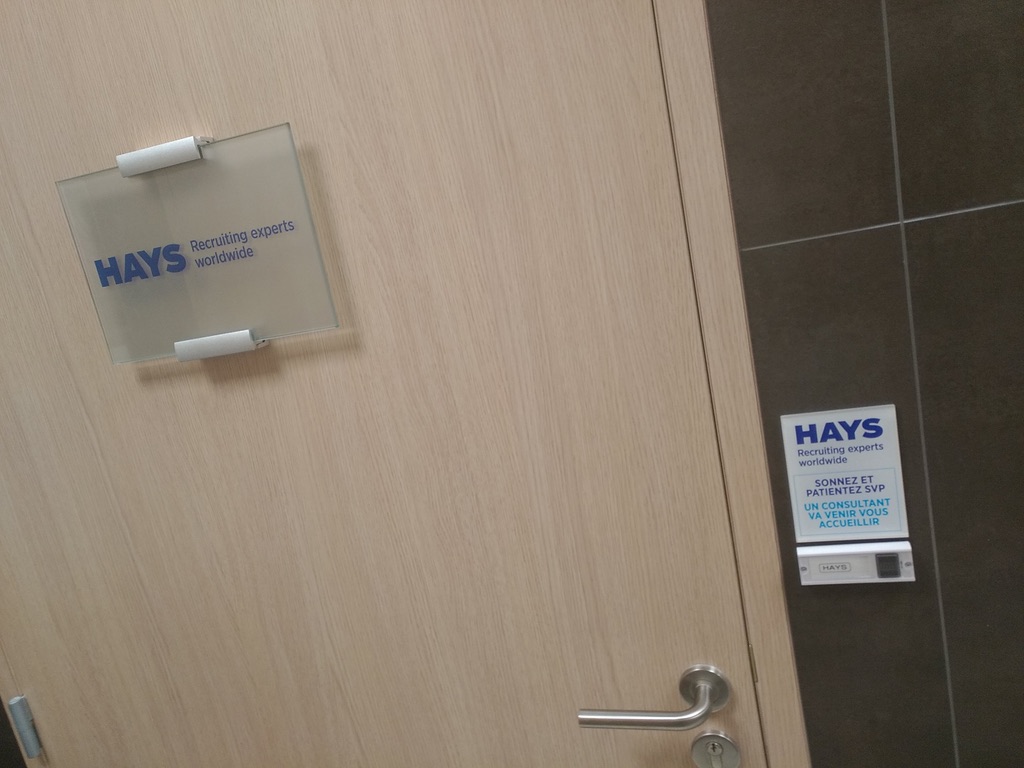 HAYS Recruiting experts
worldwide
HAYS
Recruiting experts
worldwide
SONNEZ ET
PATIENTEZ SVP
UN CONSULTANT
VA VENIR VOUS
ACCUEILLIR
HAYS